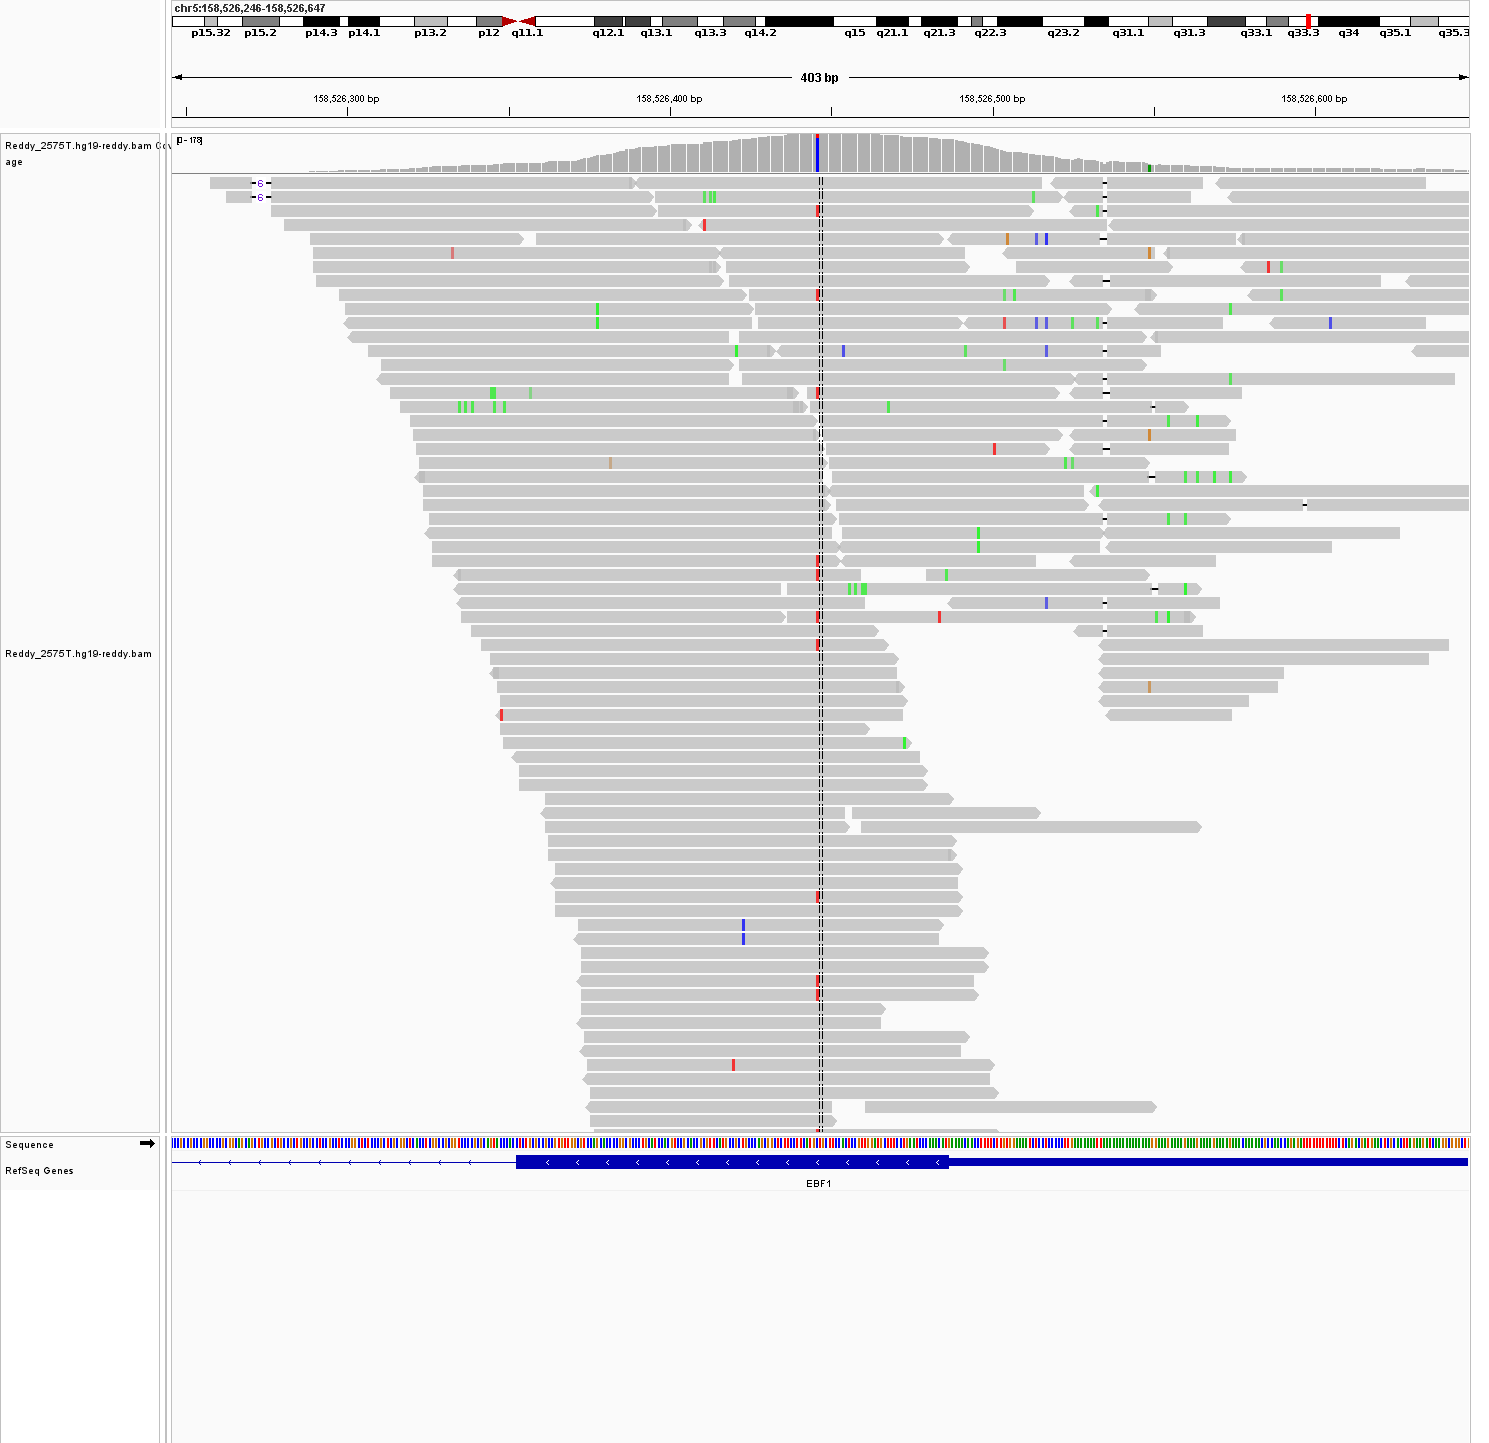 chr5:158,526,246-158,526,647
p15.32 p15.2 p14.3 p14.1 p13.2 p12 q11.1 q12.1 q13.1 q13.3 q14.2 q15 q21.1 q21.3 q22.3 q23.2 q31.1 q31.3 q33.1 q33.3 q34 q35.1 q35.3
403 bp
158,526,300 bp 158,526,400 bp 158,526,500 bp 158,526,600 bp
[0 - 178]
Reddy_2575T.hg19-reddy.bam Cov
age
6
6
Reddy_2575T.hg19-reddy.bam
Sequence
RefSeq Genes
EBF1